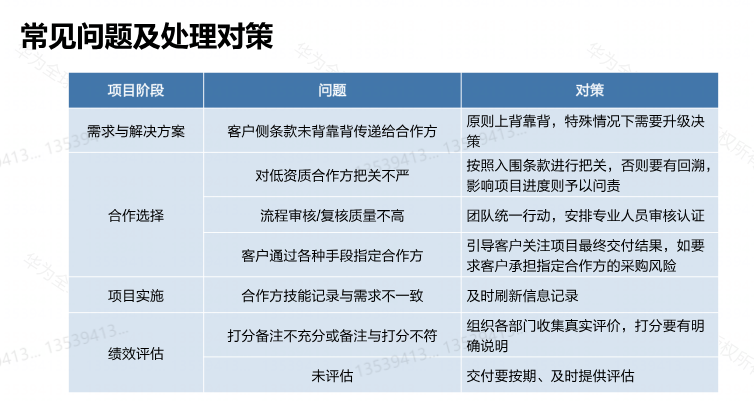 常见问题及处理对策
项目阶段 问题 对策
需求与解决方案 客户侧条款未背靠背传递给合作方 原则上背靠背，特殊情况下需要升级决
策
合作选择
对低资质合作方把关不严 按照入围条款进行把关，否则要有回溯，
影响项目进度则予以问责
流程审核/复核质量不高 团队统一行动，安排专业人员审核认证
客户通过各种手段指定合作方 引导客户关注项目最终交付结果，如要
求客户承担指定合作方的采购风险
项目实施 合作方技能记录与需求不一致 及时刷新信息记录
绩效评估
打分备注不充分或备注与打分不符 组织各部门收集真实评价，打分要有明
确说明
未评估 交付要按期、及时提供评估